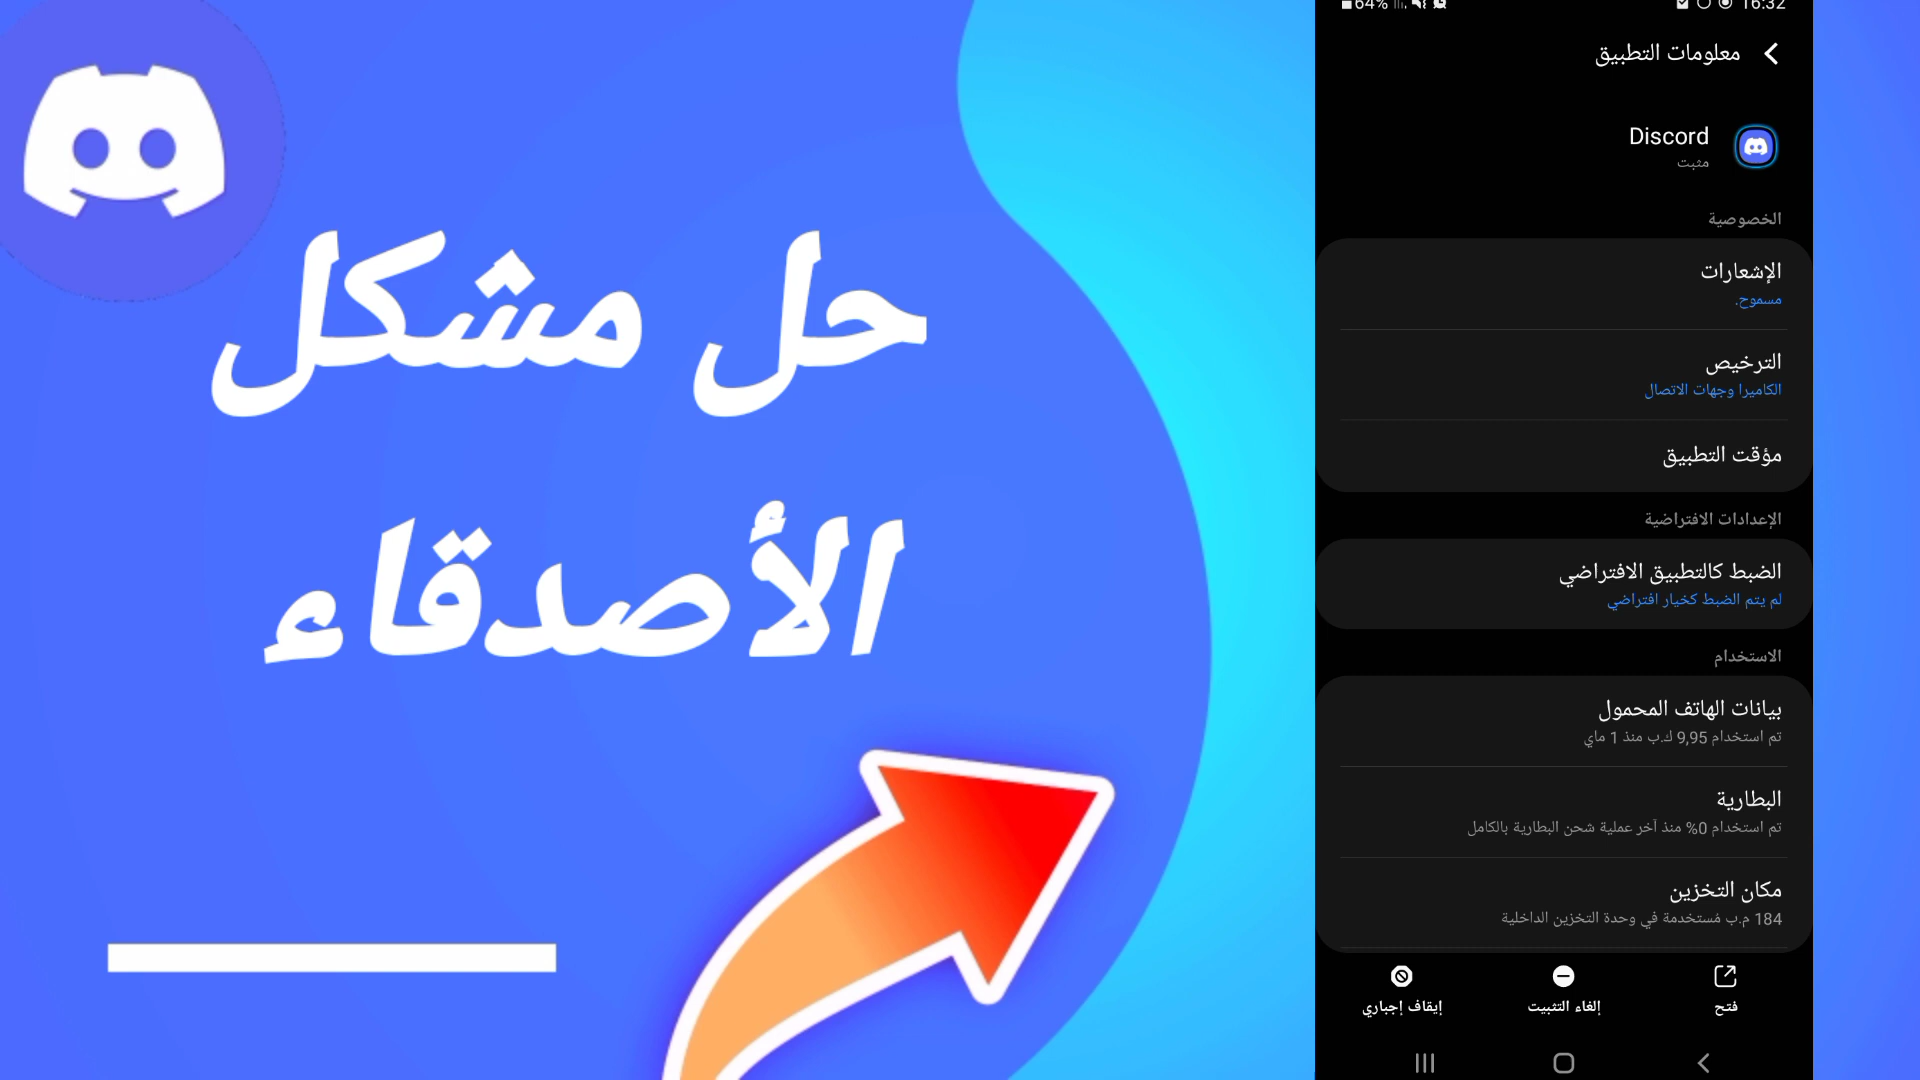 حل مشكل
الأصدقاء
64%
16:32
معلومات التطبيق
Discord
مثبت
الخصوصية
الإشعارات
مسموح.
الترخيص
الكاميرا وجهات الاتصال
مؤقت التطبيق
الإعدادات الافتراضية
الضبط كالتطبيق الافتراضي
لم يتم الضبط كخيار افتراضي
الاستخدام
بيانات الهاتف المحمول
تم استخدام 9,95 ك.ب منذ 1 ماي
البطارية
تم استخدام 0% منذ آخر عملية شحن البطارية بالكامل
مكان التخزين
184 م.ب مُستخدمة في وحدة التخزين الداخلية
فتح
إلغاء التثبيت
إيقاف إجباري